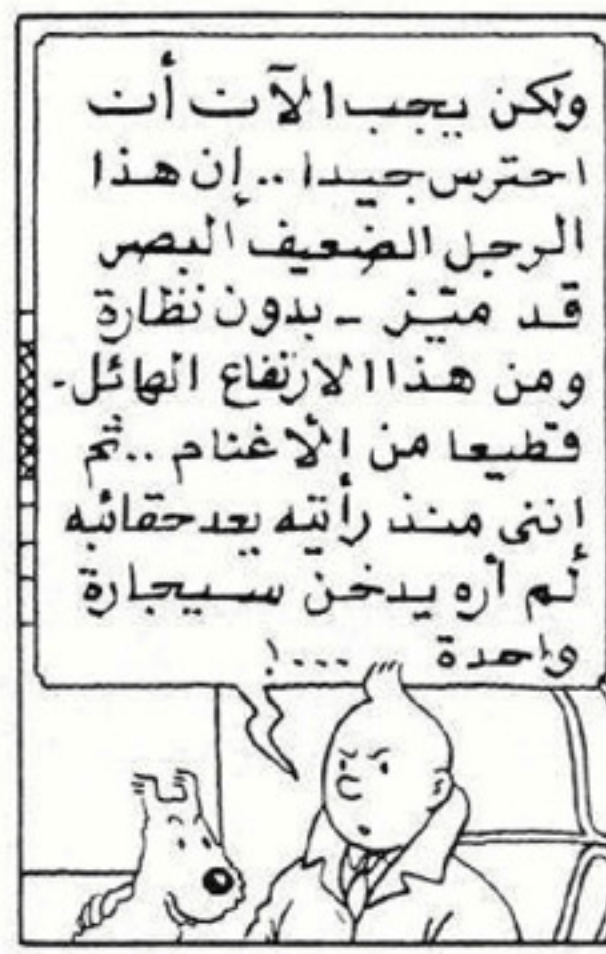 ولكن يجب الآن أن
احترس جيدا .. إن هذا
الرجل الضعيف البصر
قد ميّز - بدون نظارة
ومن هذا الارتفاع الهائل -
قطيعا من الأغنام .. ثم
إننى منذ رأيته يعد حقائبه
لم أره يدخن سيجارة
واحدة ...!